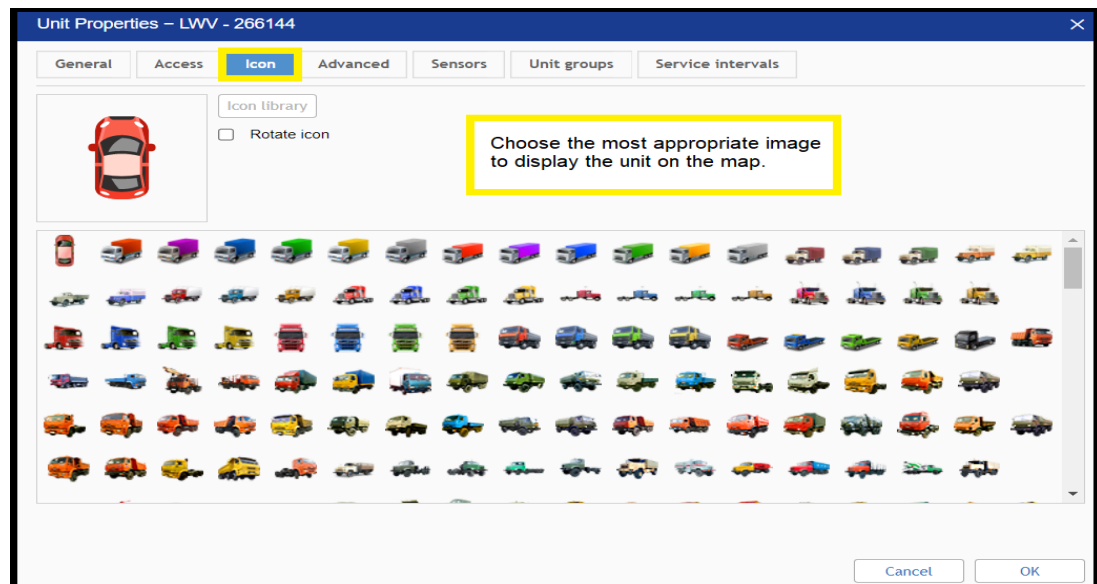 Unit Properties – LWV - 266144
General Access Icon Advanced Sensors Unit groups Service intervals
Icon library
Rotate icon
Choose the most appropriate image
to display the unit on the map.
Cancel OK